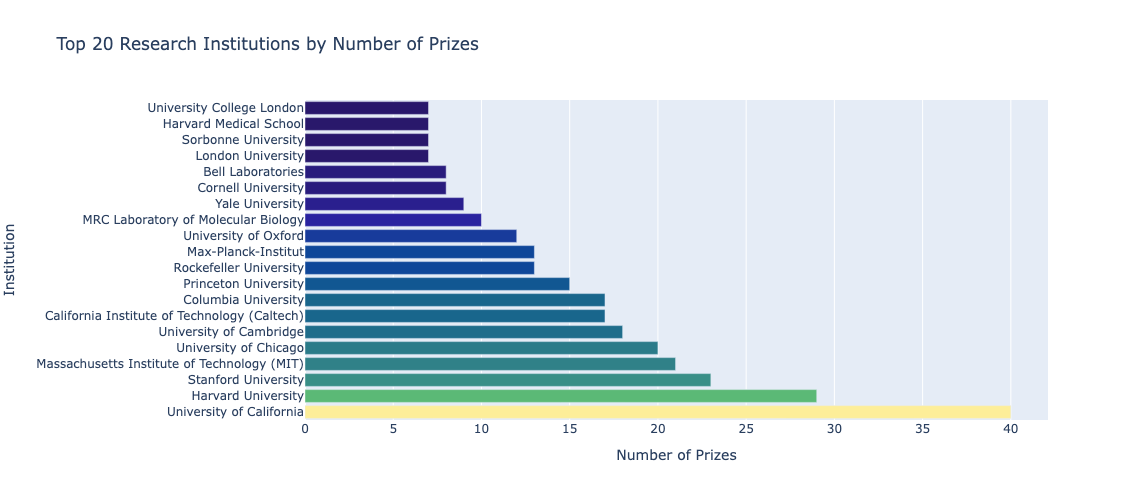 Top 20 Research Institutions by Number of Prizes
University College London
Harvard Medical School
Sorbonne University
London University
Bell Laboratories
Cornell University
Yale University
MRC Laboratory of Molecular Biology
University of Oxford
Max-Planck-Institut
Rockefeller University
Princeton University
Columbia University
California Institute of Technology (Caltech)
University of Cambridge
University of Chicago
Massachusetts Institute of Technology (MIT)
Stanford University
Harvard University
University of California
Institution
0 5 10 15 20 25 30 35 40
Number of Prizes